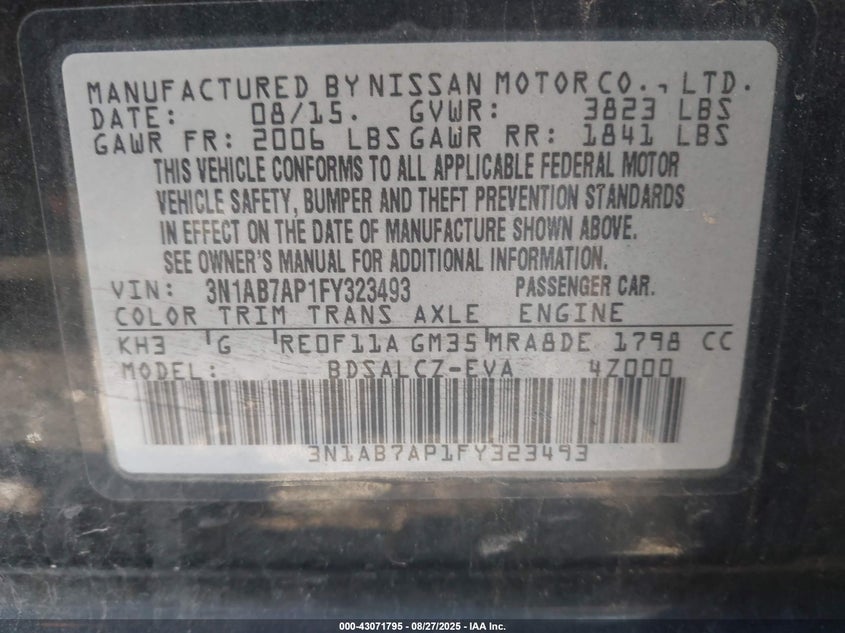 MANUFACTURED BY NISSAN MOTOR CO., LTD.
DATE: 08/15. GVWR: 3823 LBS
GAWR FR: 2006 LBS GAWR RR: 1841 LBS
THIS VEHICLE CONFORMS TO ALL APPLICABLE FEDERAL MOTOR
VEHICLE SAFETY, BUMPER AND THEFT PREVENTION STANDARDS
IN EFFECT ON THE DATE OF MANUFACTURE SHOWN ABOVE.
SEE OWNER'S MANUAL FOR ADDITIONAL INFORMATION.
VIN: 3N1AB7AP1FY323493 PASSENGER CAR.
COLOR TRIM TRANS AXLE ENGINE
KH3 G RE0F11A GM35 MRA8DE 1798 CC
MODEL: BDSALCZ-EVA 4Z000
3N1AB7AP1FY323493
000-43071795 - 08/27/2025 - IAA Inc.